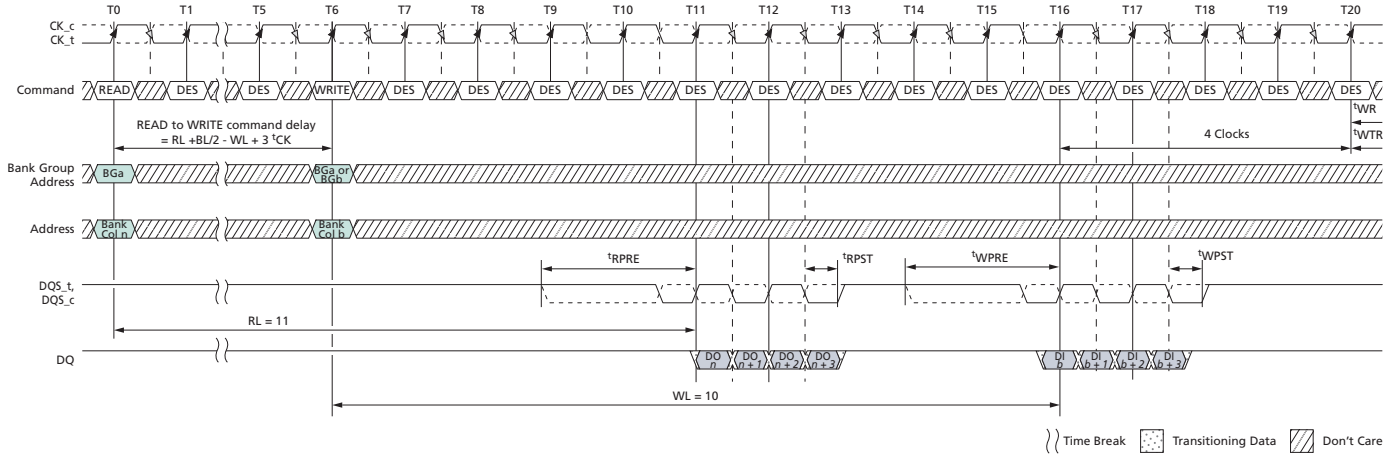 T0 T1 T5 T6 T7 T8 T9 T10 T11 T12 T13 T14 T15 T16 T17 T18 T19 T20
CK_c
CK_t
Command READ DES DES WRITE DES DES DES DES DES DES DES DES DES DES DES DES DES DES
tWR
READ to WRITE command delay
= RL +BL/2 - WL + 3 tCK
4 Clocks
tWTR
Bank Group
Address
BGa
BGa or
BGb
Address
Bank
Col n
Bank
Col b
tRPRE tRPST tWPRE tWPST
DQS_t,
DQS_c
RL = 11
DQ
DO
n
DO
n + 1
DO
n + 2
DO
n + 3
DI
b
DI
b + 1
DI
b + 2
DI
b + 3
WL = 10
Time Break Transitioning Data Don't Care